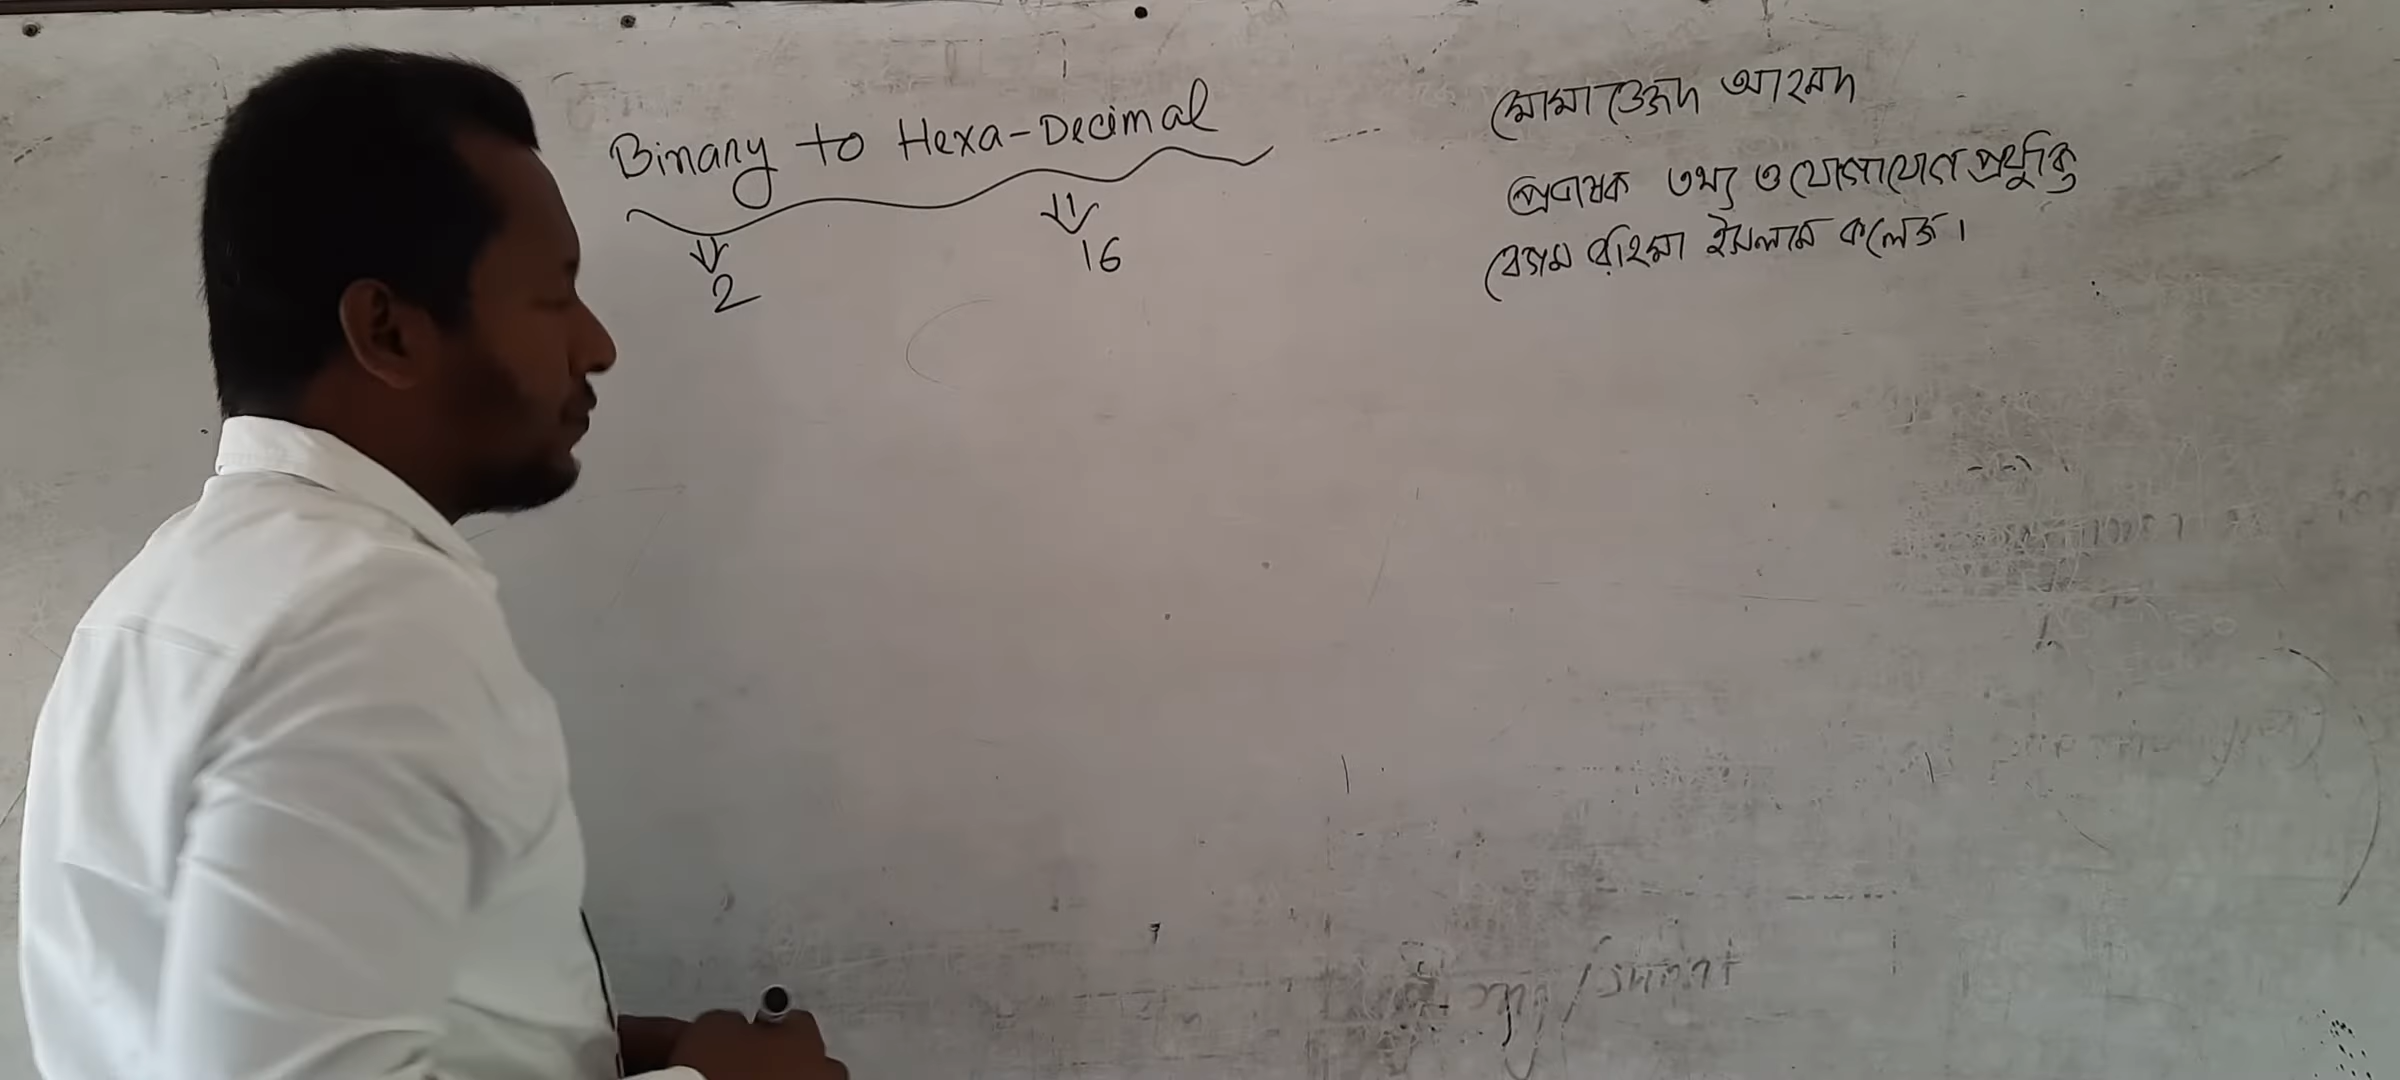 Binary to Hexa-Decimal
2
16
মোয়াজ্জেম আহমদ
প্রভাষক তথ্য ও যোগাযোগ প্রযুক্তি
বেগম রহিমা ইসলাম কলেজ।